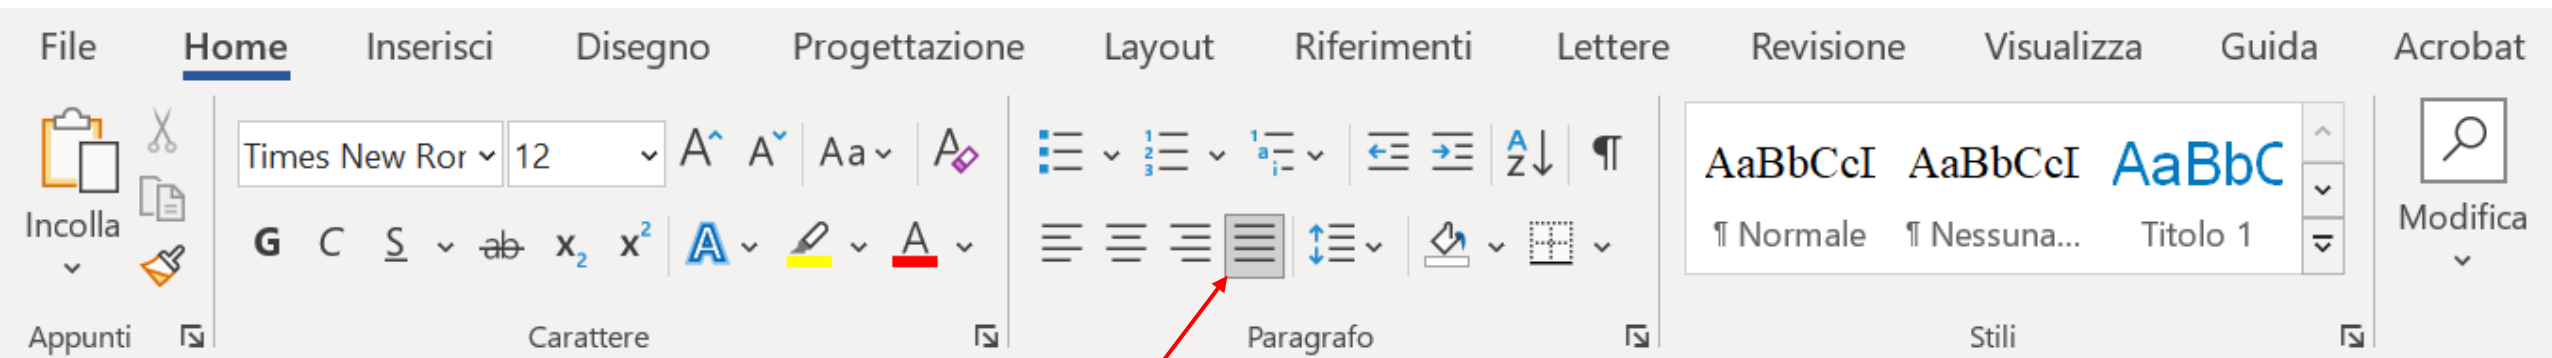 File Home Inserisci Disegno Progettazione Layout Riferimenti Lettere Revisione Visualizza Guida Acrobat
Times New Ror 12 Aa
AaBbCcI AaBbCcI AaBbC
Incolla
G C S ab x2 x2 A A
¶ Normale ¶ Nessuna... Titolo 1
Modifica
Appunti Carattere Paragrafo Stili